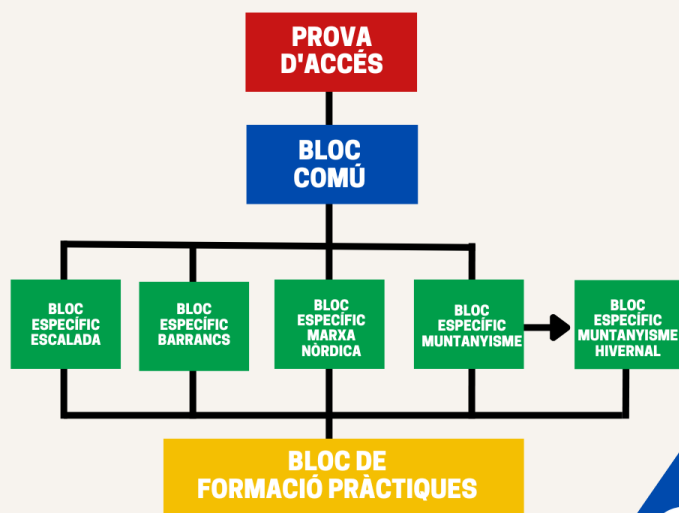 PROVA
D'ACCÉS
BLOC
COMÚ
BLOC
ESPECÍFIC
ESCALADA
BLOC
ESPECÍFIC
BARRANCS
BLOC
ESPECÍFIC
MARXA
NÒRDICA
BLOC
ESPECÍFIC
MUNTANYISME
BLOC
ESPECÍFIC
MUNTANYISME
HIVERNAL
BLOC DE
FORMACIÓ PRÀCTIQUES